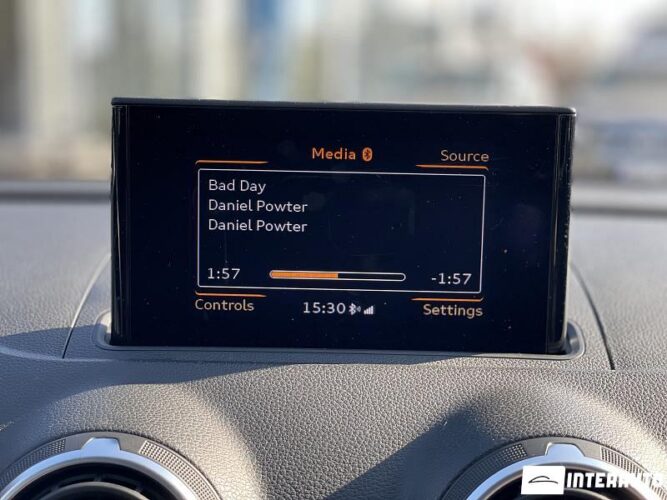 Media
Source
Bad Day
Daniel Powter
Daniel Powter
1:57
-1:57
Controls
15:30
Settings
INTERAUTO